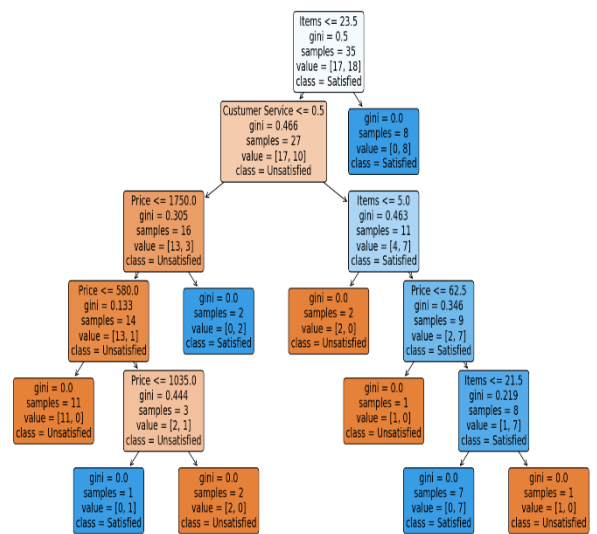 Items <= 23.5
gini = 0.5
samples = 35
value = [17, 18]
class = Satisfied
Custumer Service <= 0.5
gini = 0.466
samples = 27
value = [17, 10]
class = Unsatisfied
gini = 0.0
samples = 8
value = [0, 8]
class = Satisfied
Price <= 1750.0
gini = 0.305
samples = 16
value = [13, 3]
class = Unsatisfied
Items <= 5.0
gini = 0.463
samples = 11
value = [4, 7]
class = Satisfied
Price <= 580.0
gini = 0.133
samples = 14
value = [13, 1]
class = Unsatisfied
gini = 0.0
samples = 2
value = [0, 2]
class = Satisfied
gini = 0.0
samples = 2
value = [2, 0]
class = Unsatisfied
Price <= 62.5
gini = 0.346
samples = 9
value = [2, 7]
class = Satisfied
gini = 0.0
samples = 11
value = [11, 0]
class = Unsatisfied
Price <= 1035.0
gini = 0.444
samples = 3
value = [2, 1]
class = Unsatisfied
gini = 0.0
samples = 1
value = [1, 0]
class = Unsatisfied
Items <= 21.5
gini = 0.219
samples = 8
value = [1, 7]
class = Satisfied
gini = 0.0
samples = 1
value = [0, 1]
class = Satisfied
gini = 0.0
samples = 2
value = [2, 0]
class = Unsatisfied
gini = 0.0
samples = 7
value = [0, 7]
class = Satisfied
gini = 0.0
samples = 1
value = [1, 0]
class = Unsatisfied